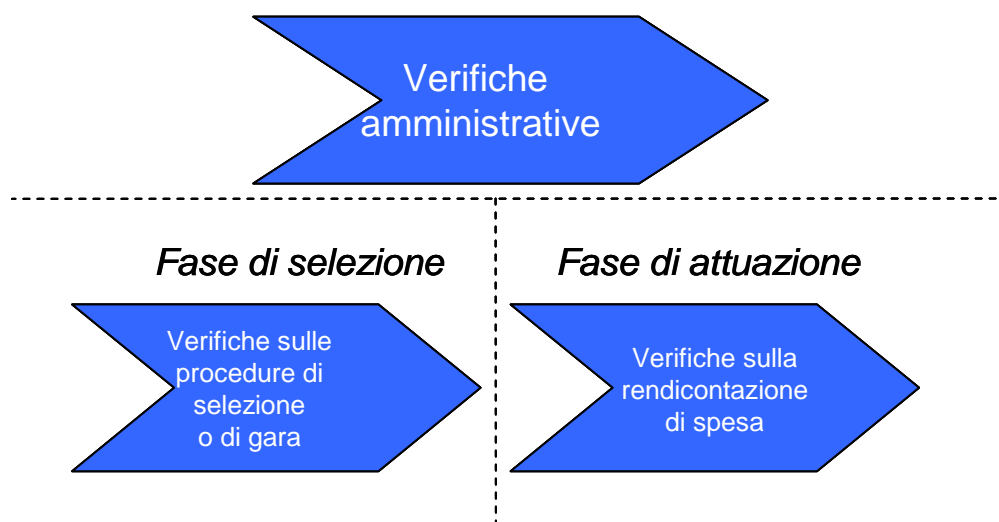 Verifiche
amministrative
Fase di selezione
Fase di attuazione
Verifiche sulle
procedure di
selezione
o di gara
Verifiche sulla
rendicontazione
di spesa